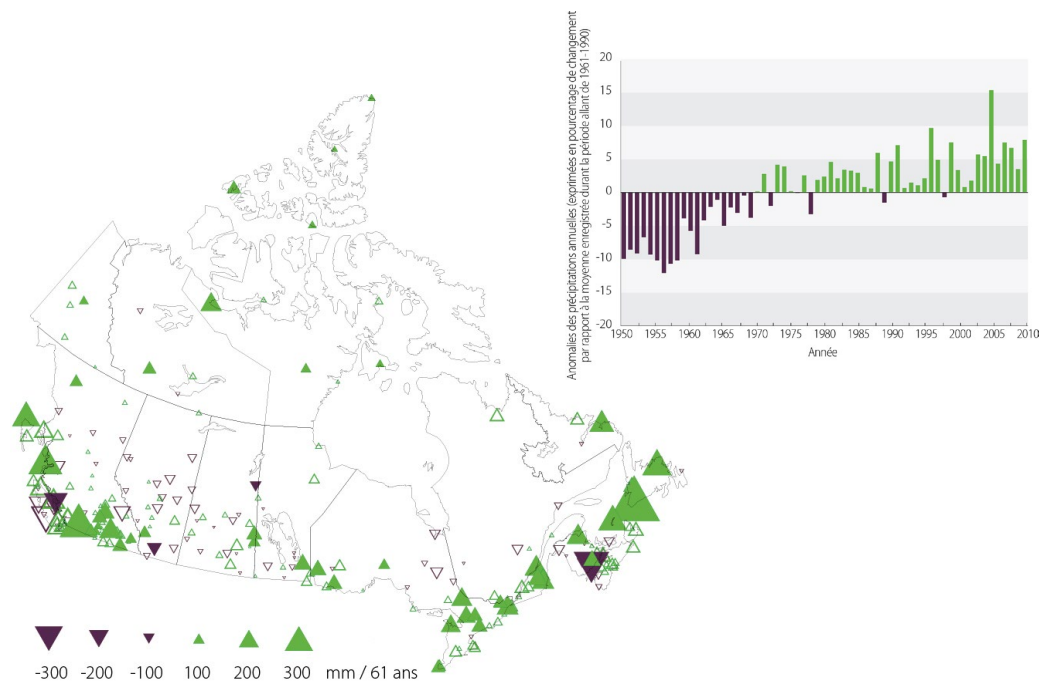 Anomalies des précipitations annuelles (exprimées en pourcentage de changement
par rapport à la moyenne enregistrée durant la période allant de 1961-1990)
20
15
10
5
0
-5
-10
-15
-20
1950 1955 1960 1965 1970 1975 1980 1985 1990 1995 2000 2005 2010
Année
-300 -200 -100 100 200 300 mm / 61 ans